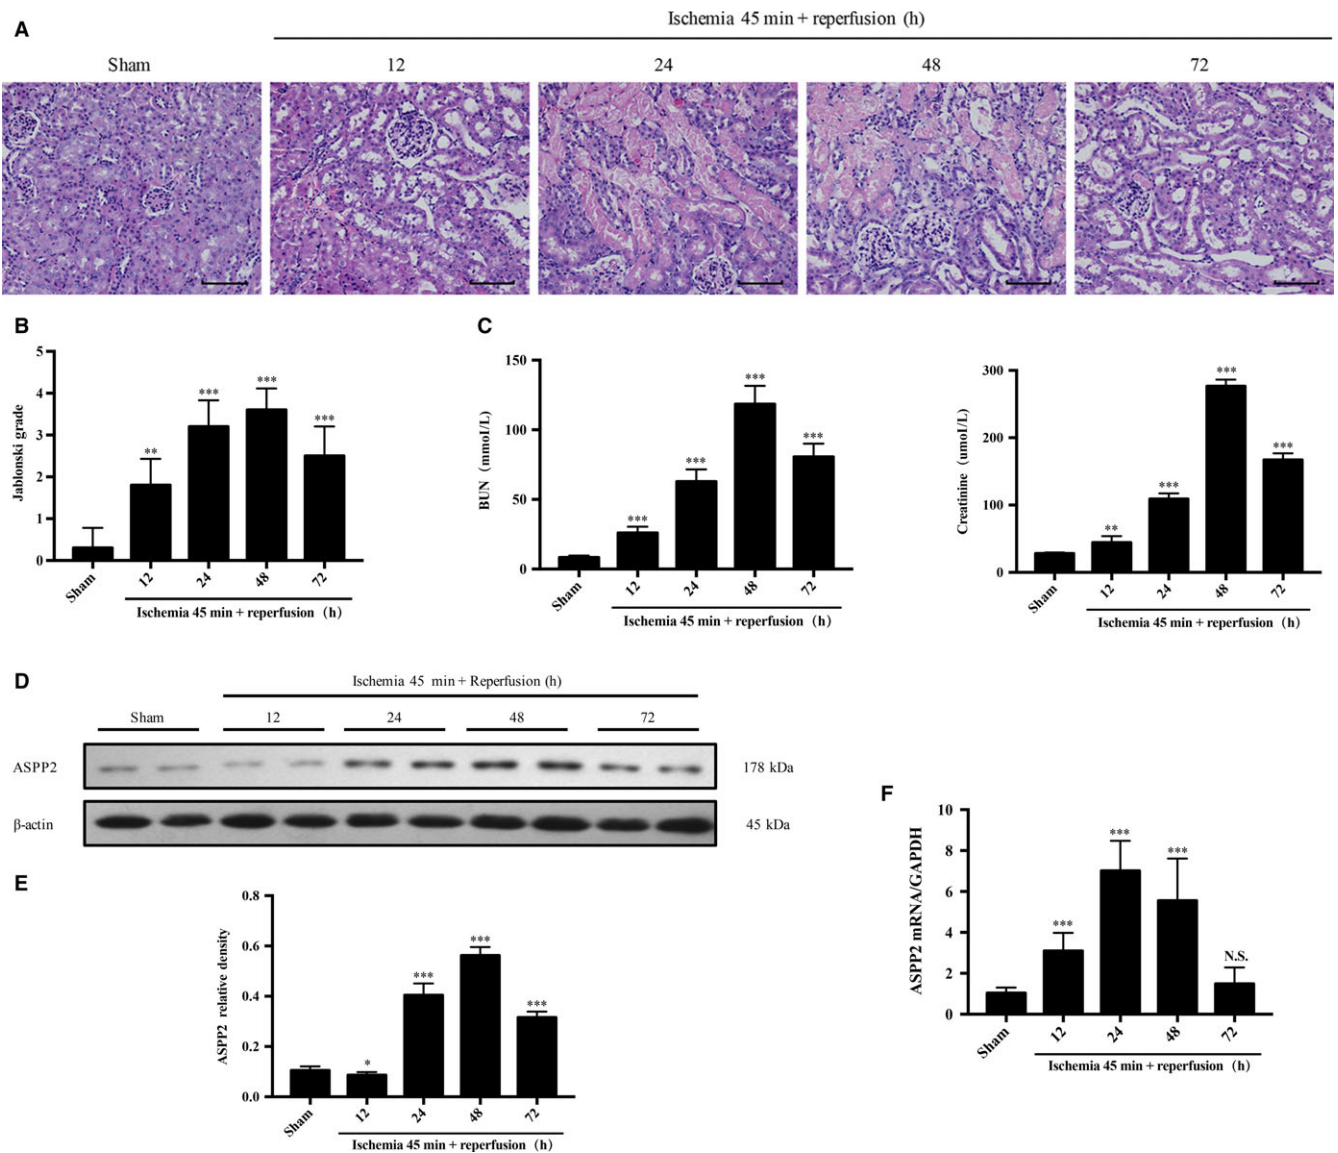 A
Ischemia 45 min + reperfusion (h)
Sham 12 24 48 72
B
Jablonski grade
5
4
3
2
1
0
** *** *** ***
Sham 12 24 48 72
Ischemia 45 min + reperfusion (h)
C
BUN (mmol/L)
150
100
50
0
*** *** *** ***
Sham 12 24 48 72
Ischemia 45 min + reperfusion (h)
Creatinine (umol/L)
300
200
100
0
** *** *** ***
Sham 12 24 48 72
Ischemia 45 min + reperfusion (h)
D
Ischemia 45 min + Reperfusion (h)
Sham 12 24 48 72
ASPP2 178 kDa
β-actin 45 kDa
E
ASPP2 relative density
0.8
0.6
0.4
0.2
0.0
* *** *** ***
Sham 12 24 48 72
Ischemia 45 min + reperfusion (h)
F
ASPP2 mRNA/GAPDH
10
8
6
4
2
0
*** *** *** N.S.
Sham 12 24 48 72
Ischemia 45 min + reperfusion (h)